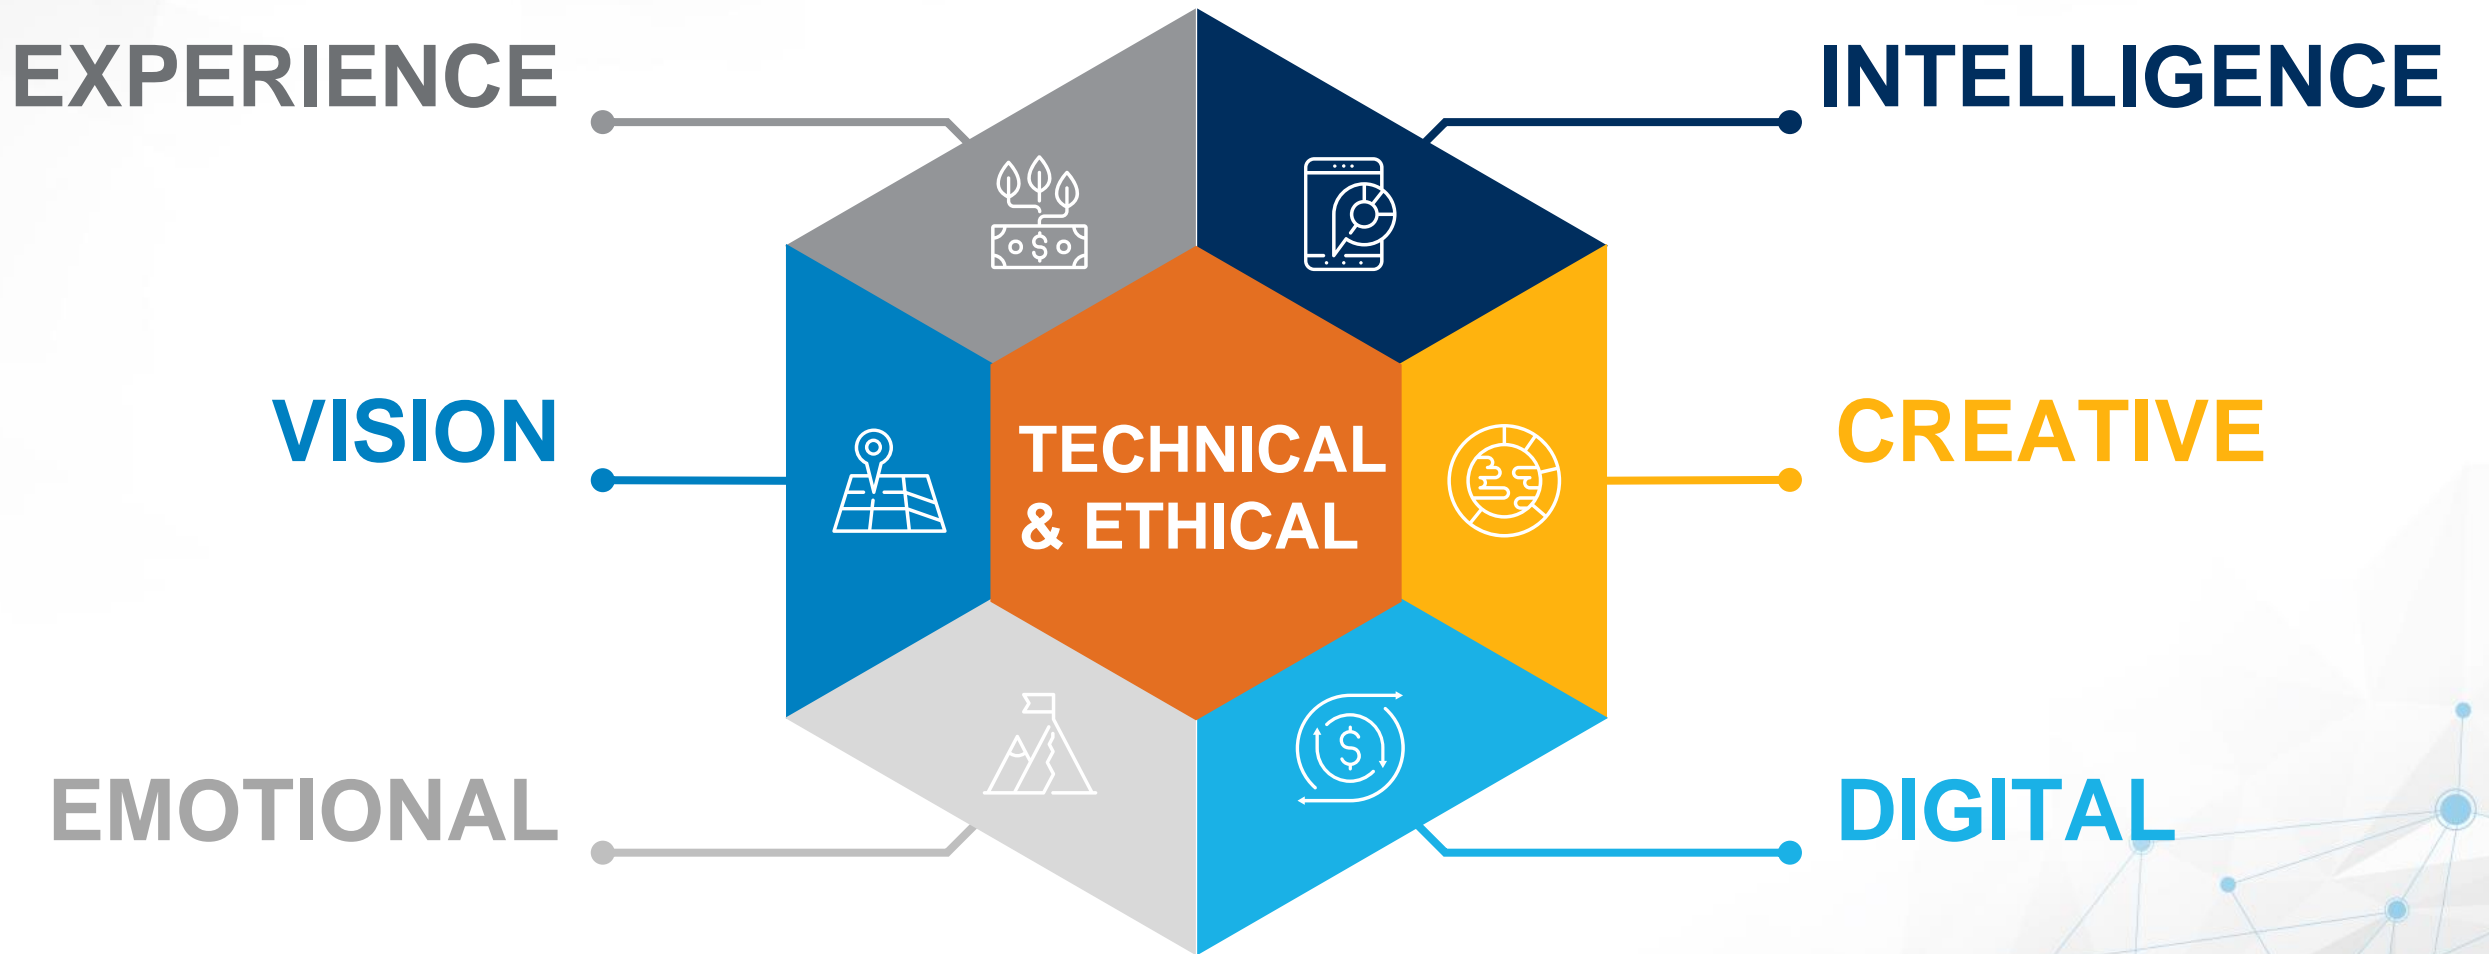 EXPERIENCE
INTELLIGENCE
VISION
TECHNICAL
& ETHICAL
CREATIVE
EMOTIONAL
DIGITAL
$
$